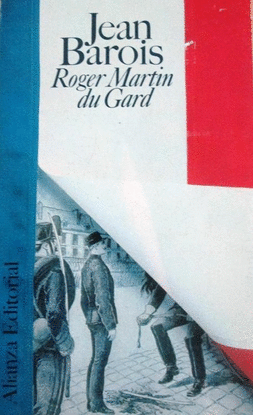 Jean
Barois
Roger Martin
du Gard
Alianza Editorial